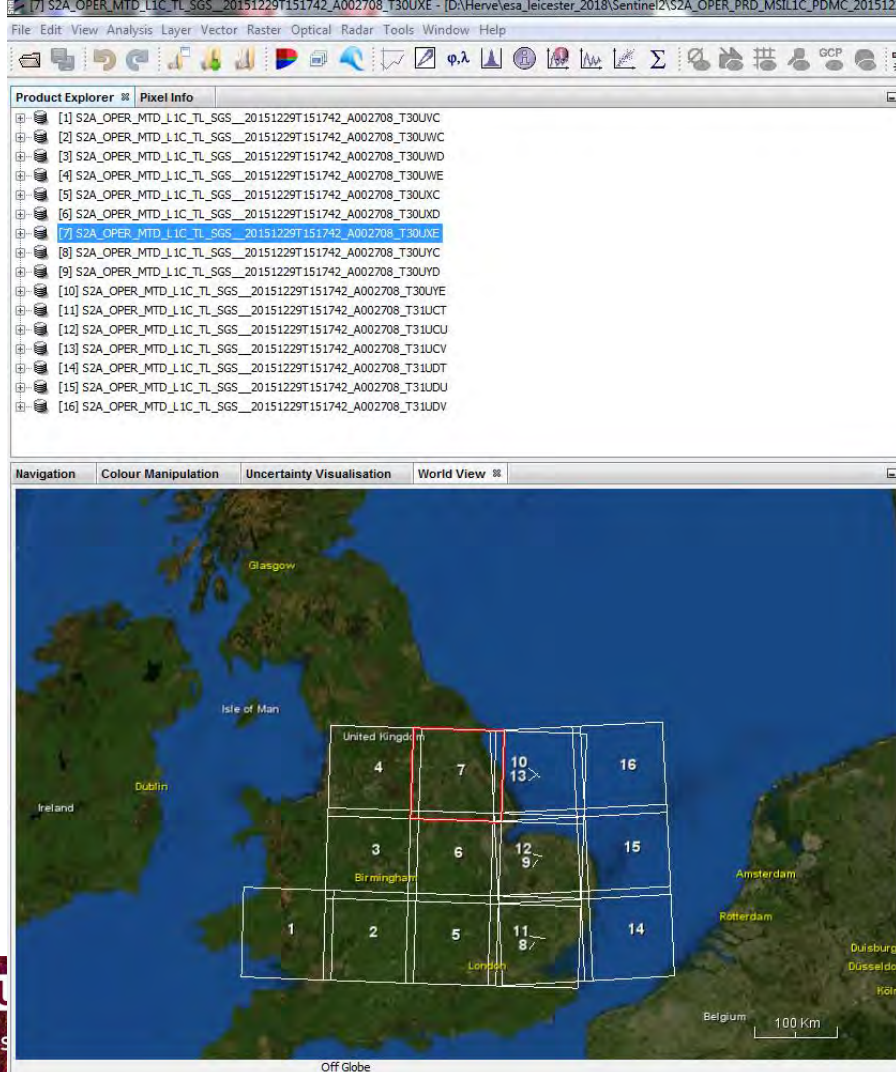 [7] S2A_OPER_MTD_L1C_TL_SGS__20151229T151742_A002708_T30UXE - [D:\Herve\esa_leicester_2018\Sentinel2\S2A_OPER_PRD_MSIL1C_PDMC_201512
File Edit View Analysis Layer Vector Raster Optical Radar Tools Window Help
φ,λ Σ GCP
Product Explorer Pixel Info
[1] S2A_OPER_MTD_L1C_TL_SGS__20151229T151742_A002708_T30UVC
[2] S2A_OPER_MTD_L1C_TL_SGS__20151229T151742_A002708_T30UWC
[3] S2A_OPER_MTD_L1C_TL_SGS__20151229T151742_A002708_T30UWD
[4] S2A_OPER_MTD_L1C_TL_SGS__20151229T151742_A002708_T30UWE
[5] S2A_OPER_MTD_L1C_TL_SGS__20151229T151742_A002708_T30UXC
[6] S2A_OPER_MTD_L1C_TL_SGS__20151229T151742_A002708_T30UXD
[7] S2A_OPER_MTD_L1C_TL_SGS__20151229T151742_A002708_T30UXE
[8] S2A_OPER_MTD_L1C_TL_SGS__20151229T151742_A002708_T30UYC
[9] S2A_OPER_MTD_L1C_TL_SGS__20151229T151742_A002708_T30UYD
[10] S2A_OPER_MTD_L1C_TL_SGS__20151229T151742_A002708_T30UYE
[11] S2A_OPER_MTD_L1C_TL_SGS__20151229T151742_A002708_T31UCT
[12] S2A_OPER_MTD_L1C_TL_SGS__20151229T151742_A002708_T31UCU
[13] S2A_OPER_MTD_L1C_TL_SGS__20151229T151742_A002708_T31UCV
[14] S2A_OPER_MTD_L1C_TL_SGS__20151229T151742_A002708_T31UDT
[15] S2A_OPER_MTD_L1C_TL_SGS__20151229T151742_A002708_T31UDU
[16] S2A_OPER_MTD_L1C_TL_SGS__20151229T151742_A002708_T31UDV
Navigation Colour Manipulation Uncertainty Visualisation World View
Glasgow
Isle of Man
United Kingdom
4 7 10 16
13
Dublin
Ireland
3 6 12 15
9
Birmingham
Amsterdam
Rotterdam
1 2 5 11 14
8
London
Duisburg
Düsseldo
Köln
Belgium
100 Km
Off Globe